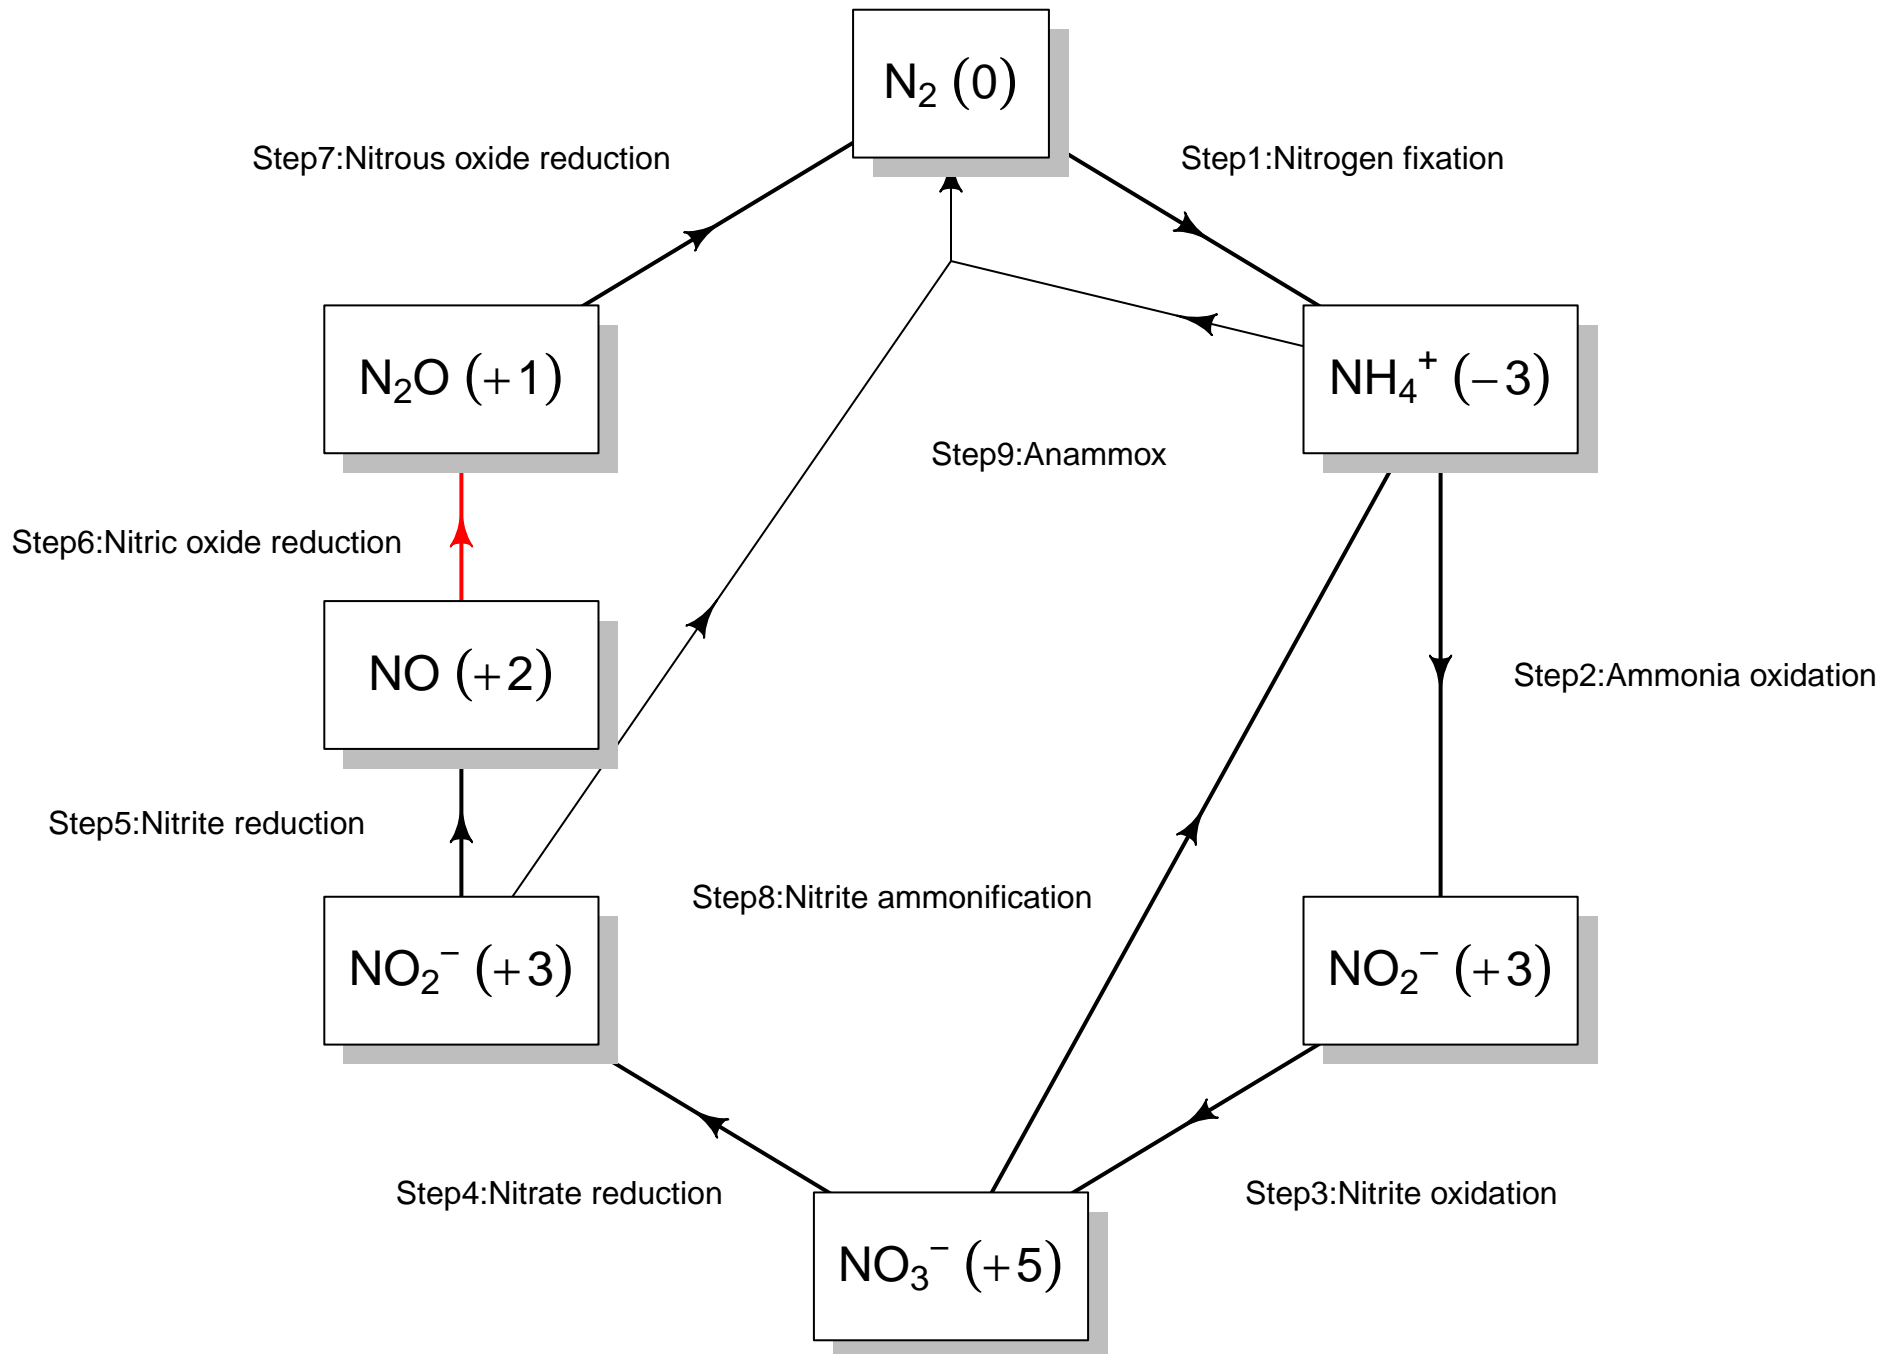 N₂ (0)
Step7:Nitrous oxide reduction
Step1:Nitrogen fixation
N₂O (+1)
NH₄⁺ (−3)
Step9:Anammox
Step6:Nitric oxide reduction
NO (+2)
Step2:Ammonia oxidation
Step5:Nitrite reduction
Step8:Nitrite ammonification
NO₂⁻ (+3)
NO₂⁻ (+3)
Step4:Nitrate reduction
Step3:Nitrite oxidation
NO₃⁻ (+5)